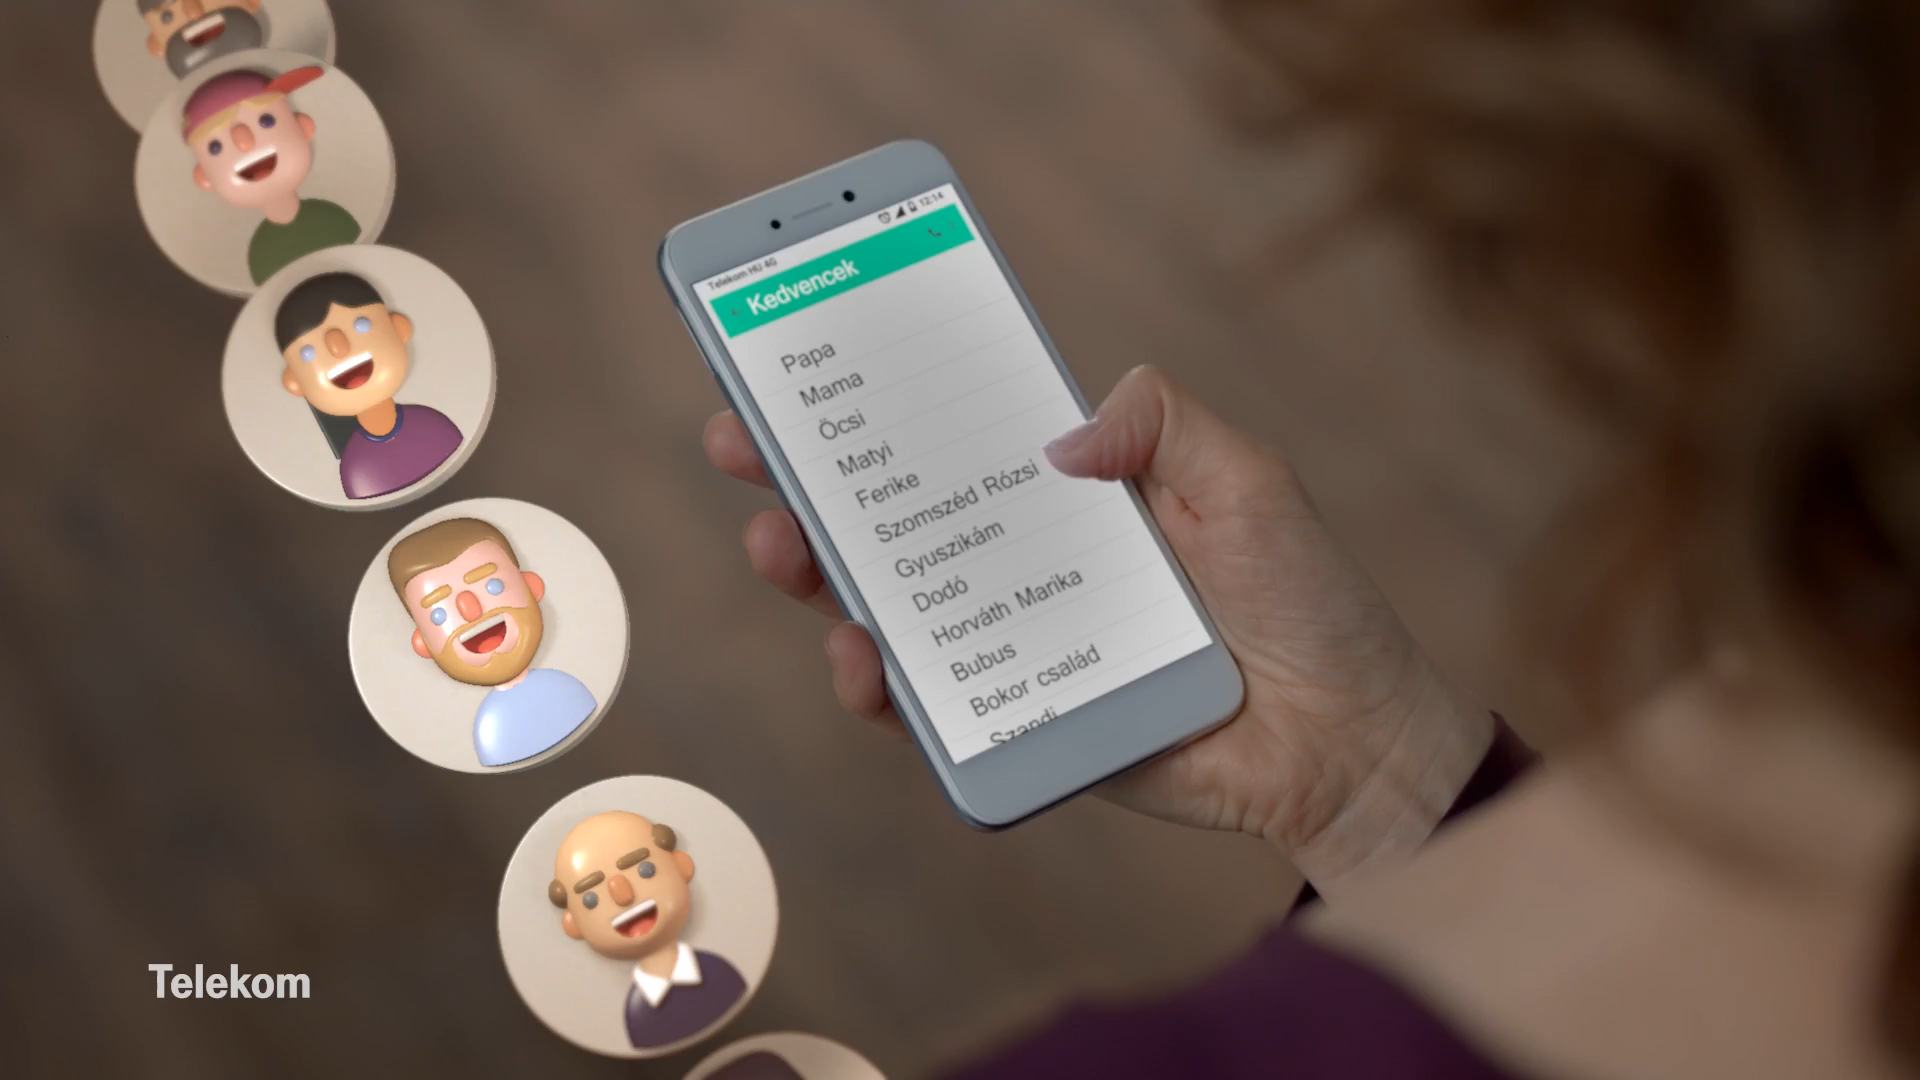 Telekom HU 4G 12:14
Kedvencek
Papa
Mama
Öcsi
Matyi
Ferike
Szomszéd Rózsi
Gyuszikám
Dodó
Horváth Marika
Bubus
Bokor család
Szandi
Telekom